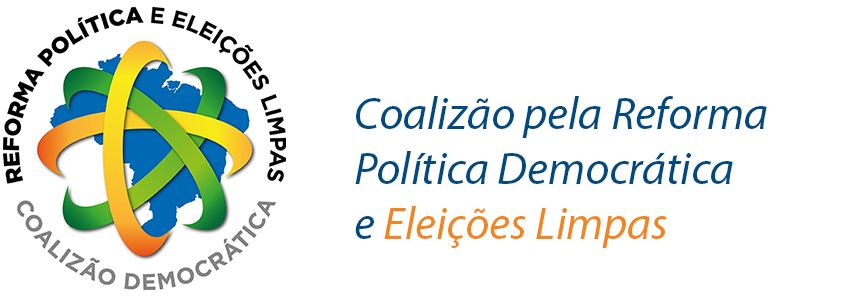 REFORMA POLÍTICA E ELEIÇÕES LIMPAS
COALIZÃO DEMOCRÁTICA
Coalizão pela Reforma
Política Democrática
e Eleições Limpas